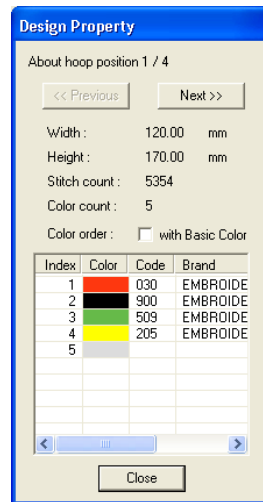 Design Property
About hoop position 1 / 4
<< Previous Next >>
Width : 120.00 mm
Height : 170.00 mm
Stitch count : 5354
Color count : 5
Color order : with Basic Color
Index Color Code Brand
1 030 EMBROIDE
2 900 EMBROIDE
3 509 EMBROIDE
4 205 EMBROIDE
5
Close